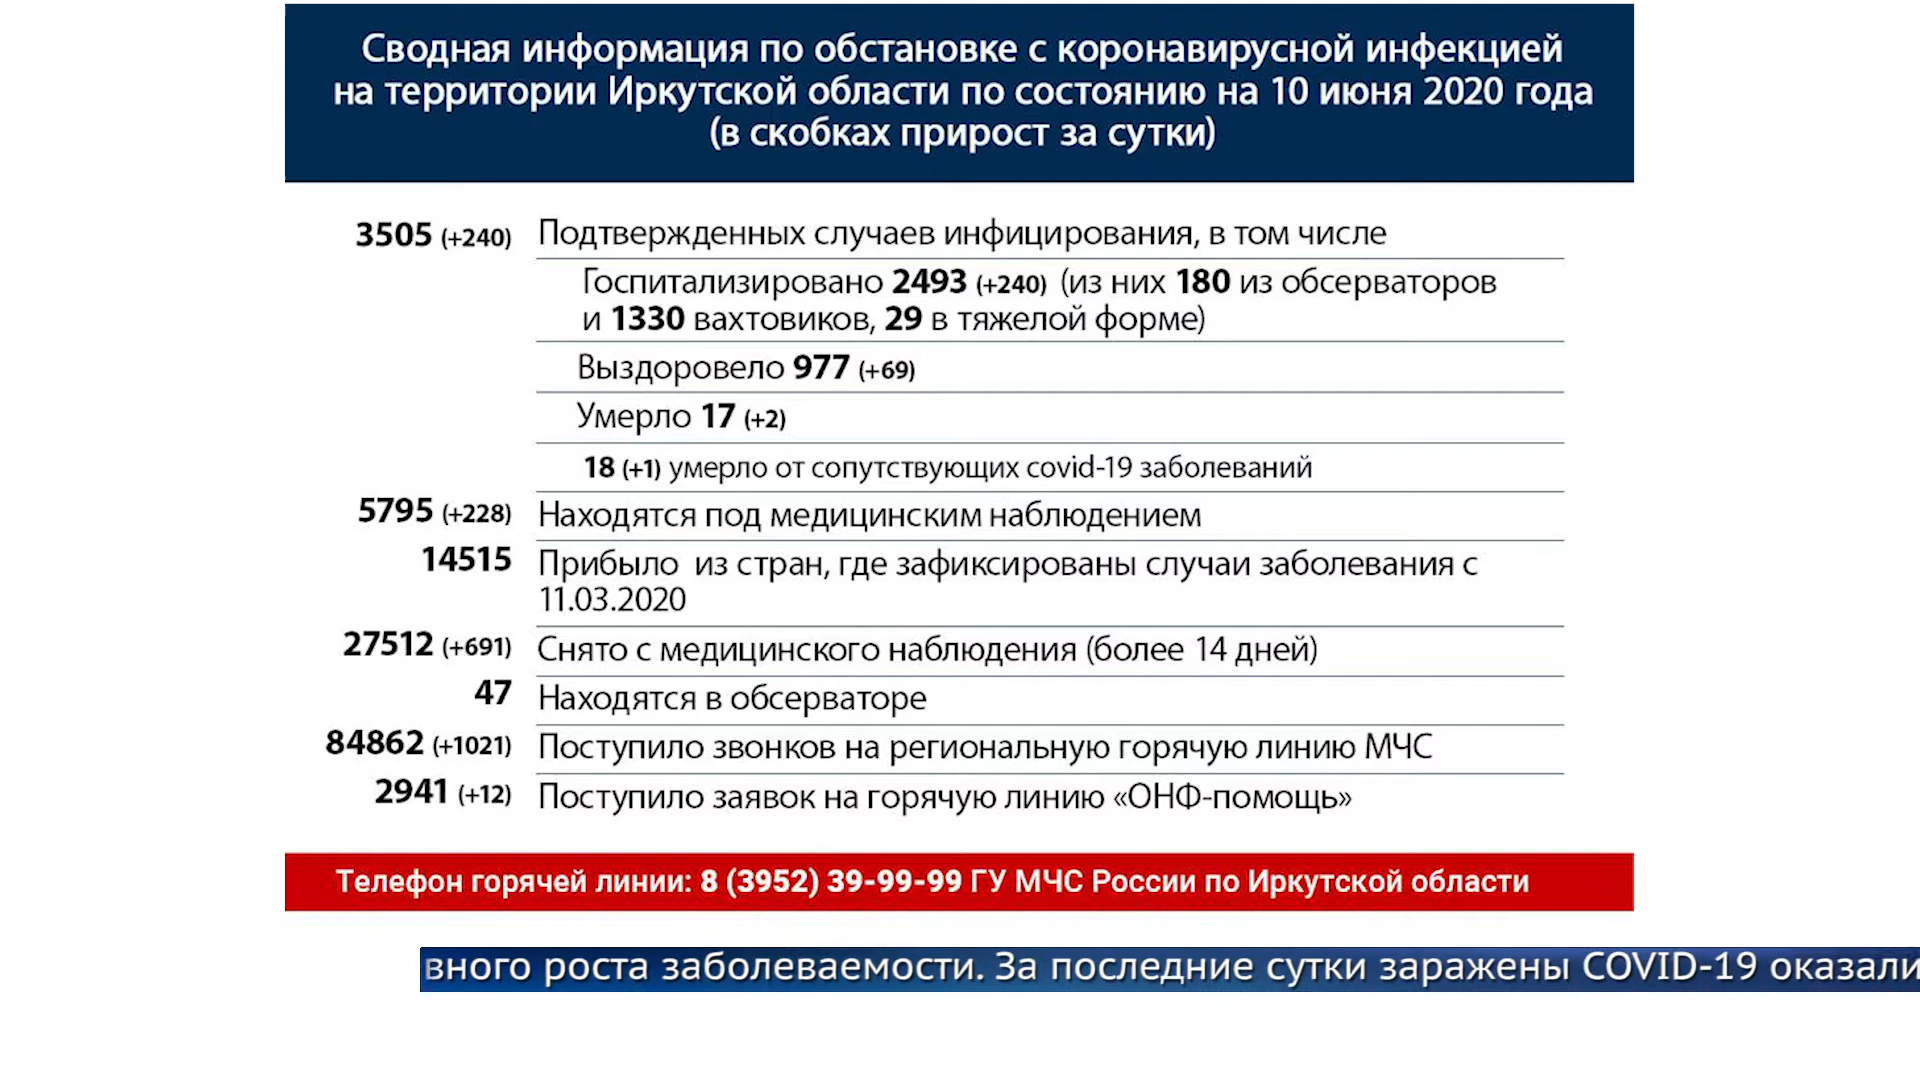 Сводная информация по обстановке с коронавирусной инфекцией
на территории Иркутской области по состоянию на 10 июня 2020 года
(в скобках прирост за сутки)
3505 (+240) Подтвержденных случаев инфицирования, в том числе
Госпитализировано 2493 (+240) (из них 180 из обсерваторов
и 1330 вахтовиков, 29 в тяжелой форме)
Выздоровело 977 (+69)
Умерло 17 (+2)
18 (+1) умерло от сопутствующих covid-19 заболеваний
5795 (+228) Находятся под медицинским наблюдением
14515 Прибыло из стран, где зафиксированы случаи заболевания с
11.03.2020
27512 (+691) Снято с медицинского наблюдения (более 14 дней)
47 Находятся в обсерваторе
84862 (+1021) Поступило звонков на региональную горячую линию МЧС
2941 (+12) Поступило заявок на горячую линию «ОНФ-помощь»
Телефон горячей линии: 8 (3952) 39-99-99 ГУ МЧС России по Иркутской области
вного роста заболеваемости. За последние сутки заражены COVID-19 оказали